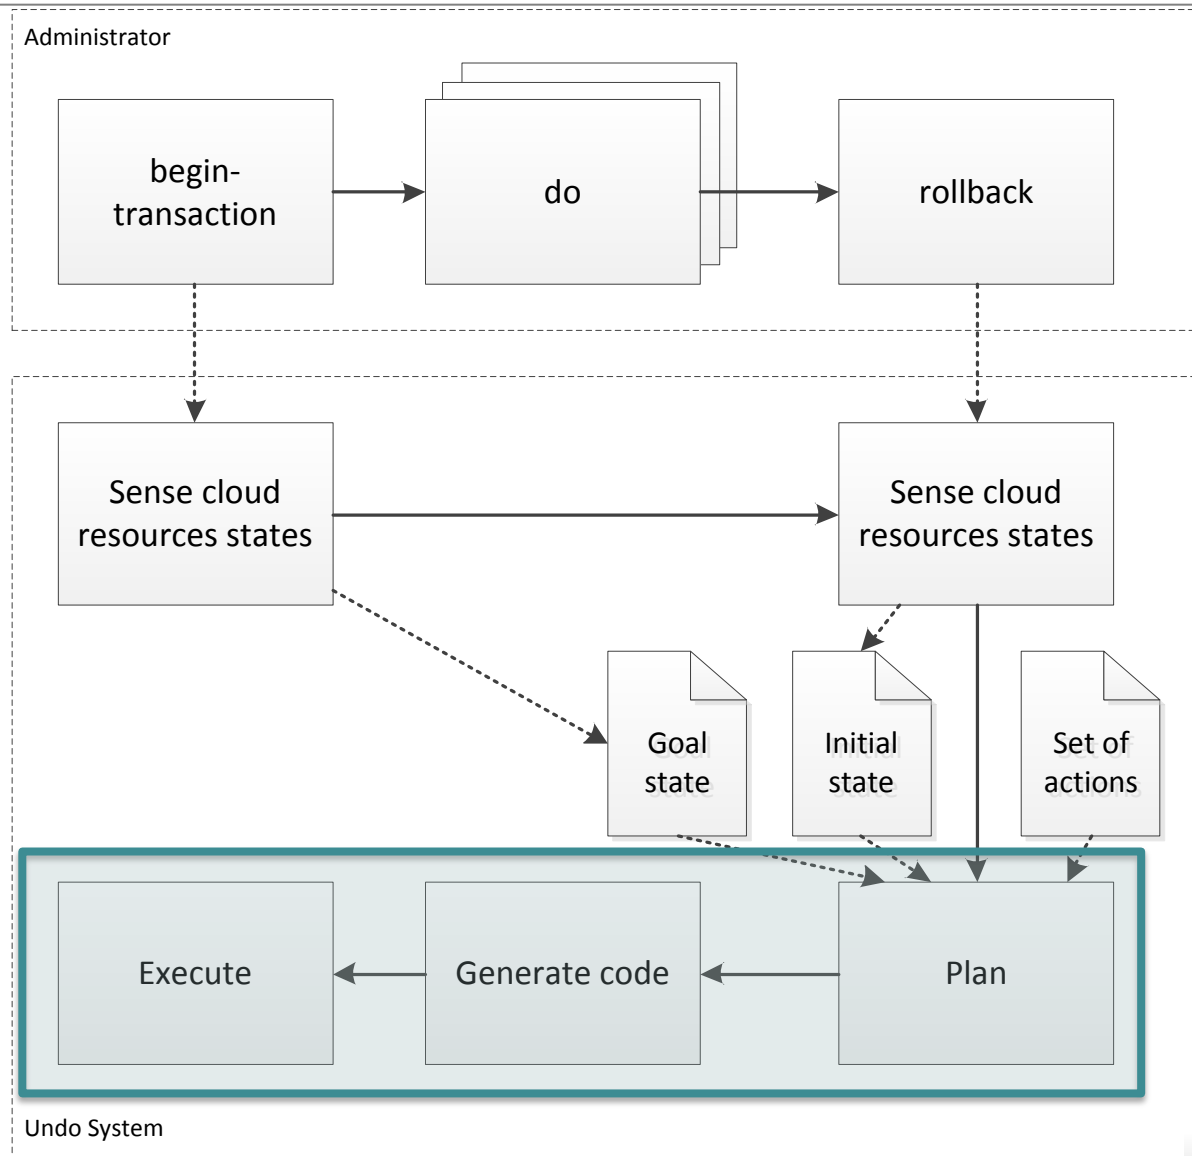 Administrator
begin-
transaction
do
rollback
Sense cloud
resources states
Sense cloud
resources states
Goal
state
Initial
state
Set of
actions
Execute
Generate code
Plan
Undo System